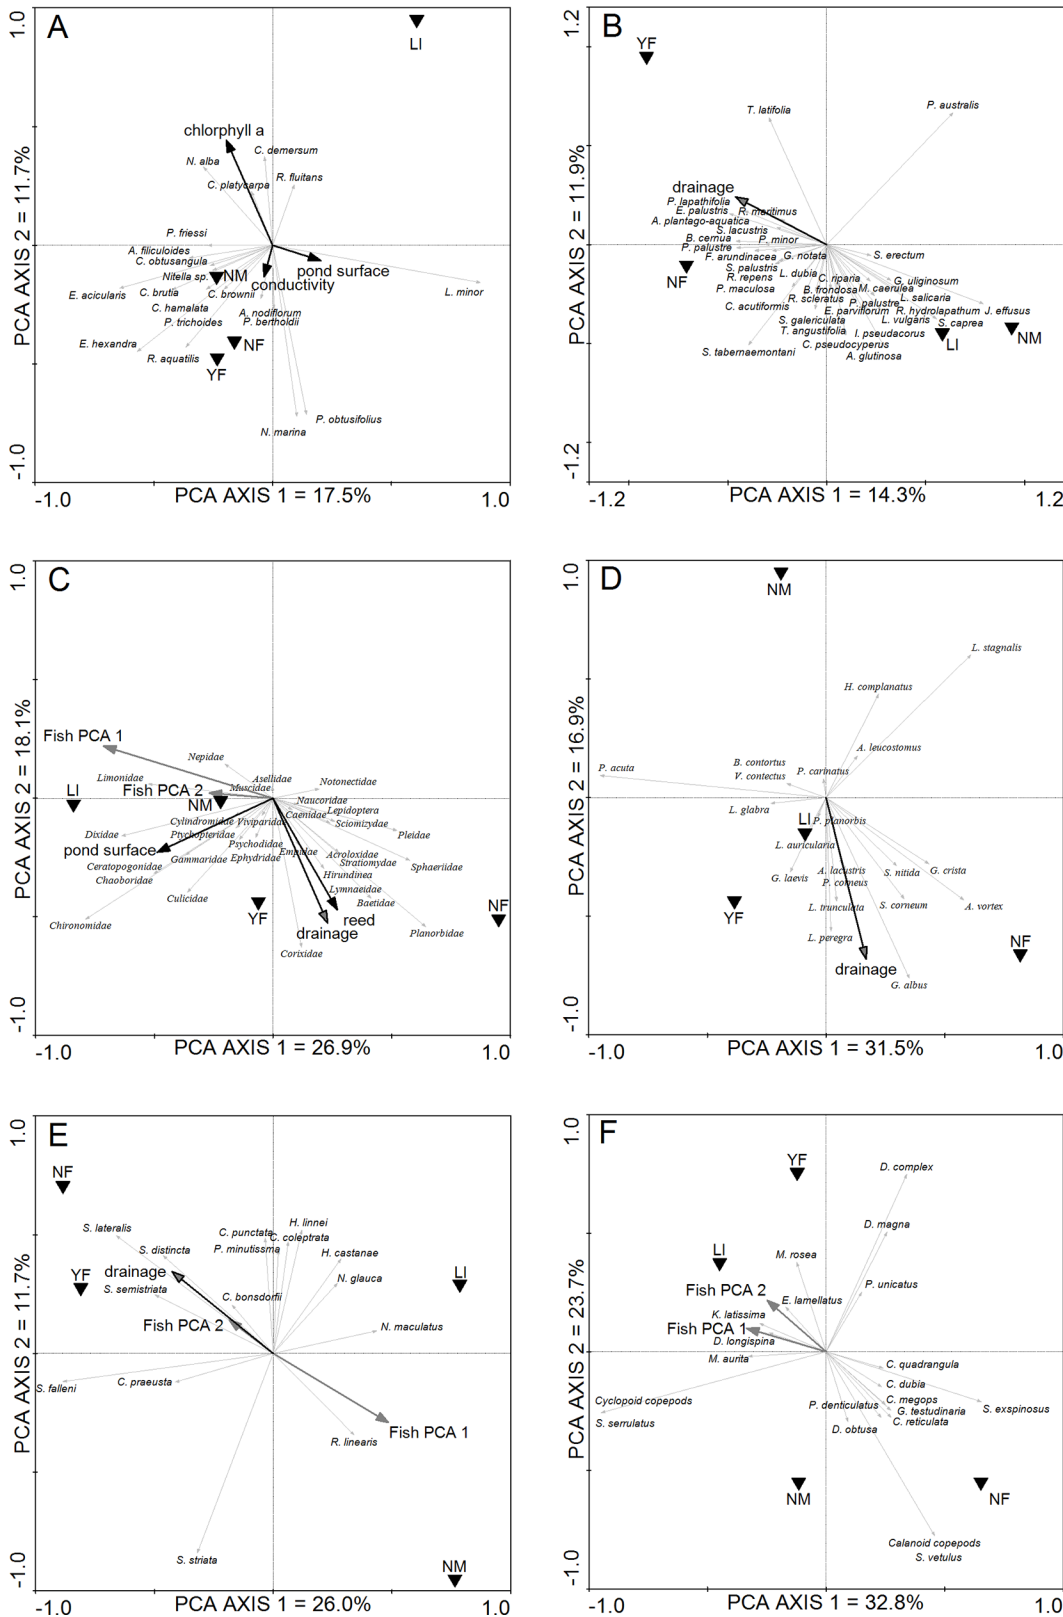 A
1.0
PCA AXIS 2 = 11.7%
-1.0
LI
chlorphyll a
C. demersum
N. alba
R. fluitans
C. platycarpa
P. friessi
A. filiculoides
C. obtusangula
pond surface
Nitella sp.
NM
conductivity
E. acicularis
C. brutia
C. brownii
L. minor
C. hamalata
A. nodiflorum
P. trichoides
P. bertholdii
E. hexandra
NF
R. aquatilis
YF
P. obtusifolius
N. marina
-1.0
PCA AXIS 1 = 17.5%
1.0
B
1.2
PCA AXIS 2 = 11.9%
-1.2
YF
T. latifolia
P. australis
drainage
P. lapathifolia
E. palustris
R. maritimus
A. plantago-aquatica
S. lacustris
B. cernua
P. minor
P. palustre
F. arundinacea
G. notata
S. erectum
NF
S. palustris
R. repens
L. dubia
C. riparia
G. uliginosum
P. maculosa
B. frondosa
M. caerulea
R. scleratus
P. palustre
L. salicaria
C. acutiformis
E. parviflorum
R. hydrolapathum
J. effusus
S. galericulata
L. vulgaris
S. caprea
T. angustifolia
I. pseudacorus
LI
NM
S. tabernaemontani
C. pseudocyperus
A. glutinosa
-1.2
PCA AXIS 1 = 14.3%
1.2
C
1.0
PCA AXIS 2 = 18.1%
-1.0
Fish PCA 1
Nepidae
Limonidae
Asellidae
Notonectidae
LI
Fish PCA 2
Muscidae
NM
Naucoridae
Lepidoptera
Cylindromidae
Viviparidae
Caenidae
Sciomizydae
Dixidae
Ptychopteridae
Pleidae
pond surface
Psychodidae
Gammaridae
Ephydridae
Empidae
Acroloxidae
Stratiomydae
Sphaeriidae
Ceratopogonidae
Chaoboridae
Hirundinea
Culicidae
Lymnaeidae
Baetidae
YF
reed
NF
Chironomidae
drainage
Planorbidae
Corixidae
-1.0
PCA AXIS 1 = 26.9%
1.0
D
1.0
PCA AXIS 2 = 16.9%
-1.0
NM
L. stagnalis
H. complanatus
A. leucostomus
P. acuta
B. contortus
V. contectus
P. carinatus
L. glabra
LI
P. planorbis
L. auricularia
G. laevis
A. lacustris
P. corneus
S. nitida
G. crista
YF
L. trunculata
S. corneum
A. vortex
L. peregra
NF
drainage
G. albus
-1.0
PCA AXIS 1 = 31.5%
1.0
E
1.0
PCA AXIS 2 = 11.7%
-1.0
NF
S. lateralis
C. punctata
H. linnei
C. coleptrata
S. distincta
P. minutissma
H. castanae
drainage
YF
N. glauca
LI
S. semistriata
C. bonsdorfii
Fish PCA 2
N. maculatus
S. falleni
C. praeusta
Fish PCA 1
R. linearis
S. striata
NM
-1.0
PCA AXIS 1 = 26.0%
1.0
F
1.0
PCA AXIS 2 = 23.7%
-1.0
YF
D. complex
D. magna
LI
M. rosea
Fish PCA 2
P. unicatus
E. lamellatus
K. latissima
Fish PCA 1
D. longispina
M. aurita
C. quadrangula
C. dubia
Cyclopoid copepods
P. denticulatus
C. megops
S. exspinosus
S. serrulatus
G. testudinaria
C. reticulata
D. obtusa
NM
NF
Calanoid copepods
S. vetulus
-1.0
PCA AXIS 1 = 32.8%
1.0